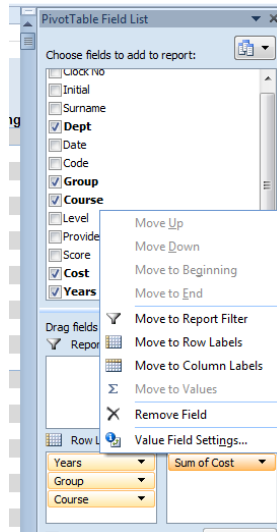 PivotTable Field List
Choose fields to add to report:
Clock No
Initial
Surname
Dept
Date
Code
Group
Course
Level
Provide
Score
Cost
Years
Move Up
Move Down
Move to Beginning
Move to End
Move to Report Filter
Move to Row Labels
Move to Column Labels
Σ Move to Values
Remove Field
Value Field Settings...
Drag fields
Repor
Row L
Years
Group
Course
Sum of Cost